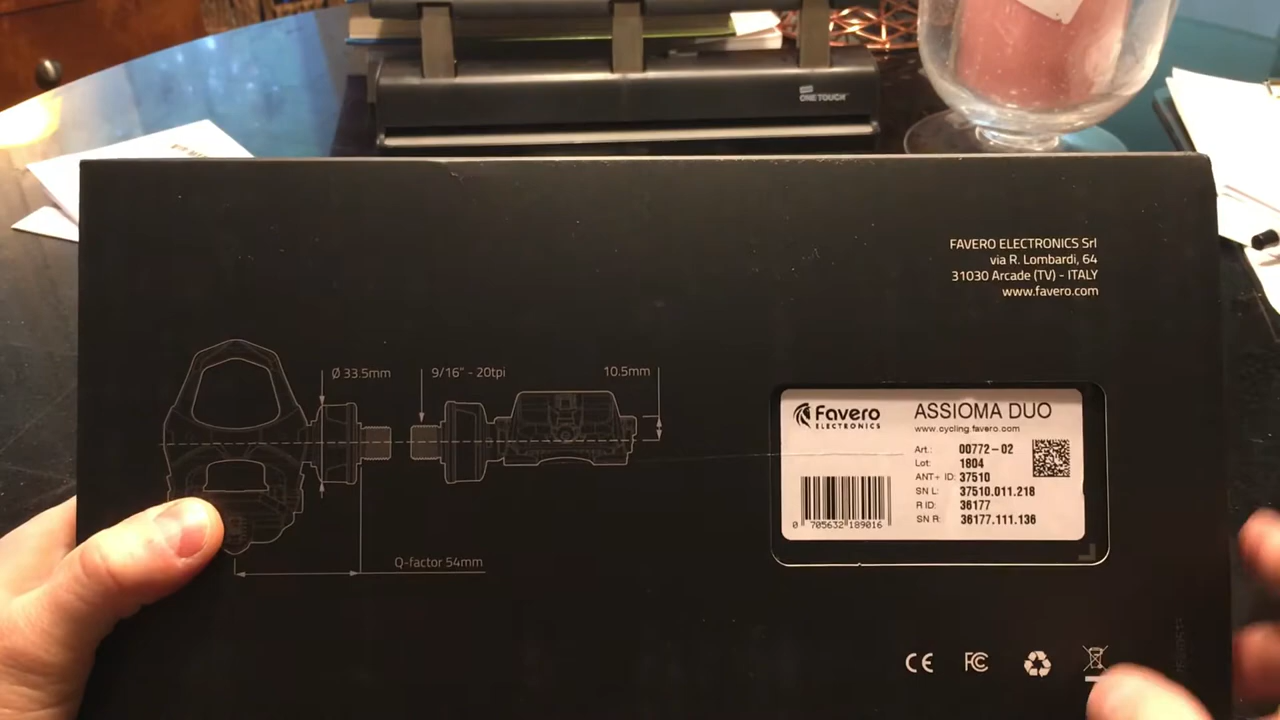 ONE TOUCH
FAVERO ELECTRONICS Srl
via R. Lombardi, 64
31030 Arcade (TV) - ITALY
www.favero.com
Ø 33.5mm
9/16" - 20tpi
10.5mm
Q-factor 54mm
Favero
ELECTRONICS
ASSIOMA DUO
www.cycling.favero.com
Art.: 00772-02
Lot: 1804
ANT+ ID: 37510
SN L: 37510.011.218
R ID: 36177
SN R: 36177.111.136
0 705632 189016
CE FC